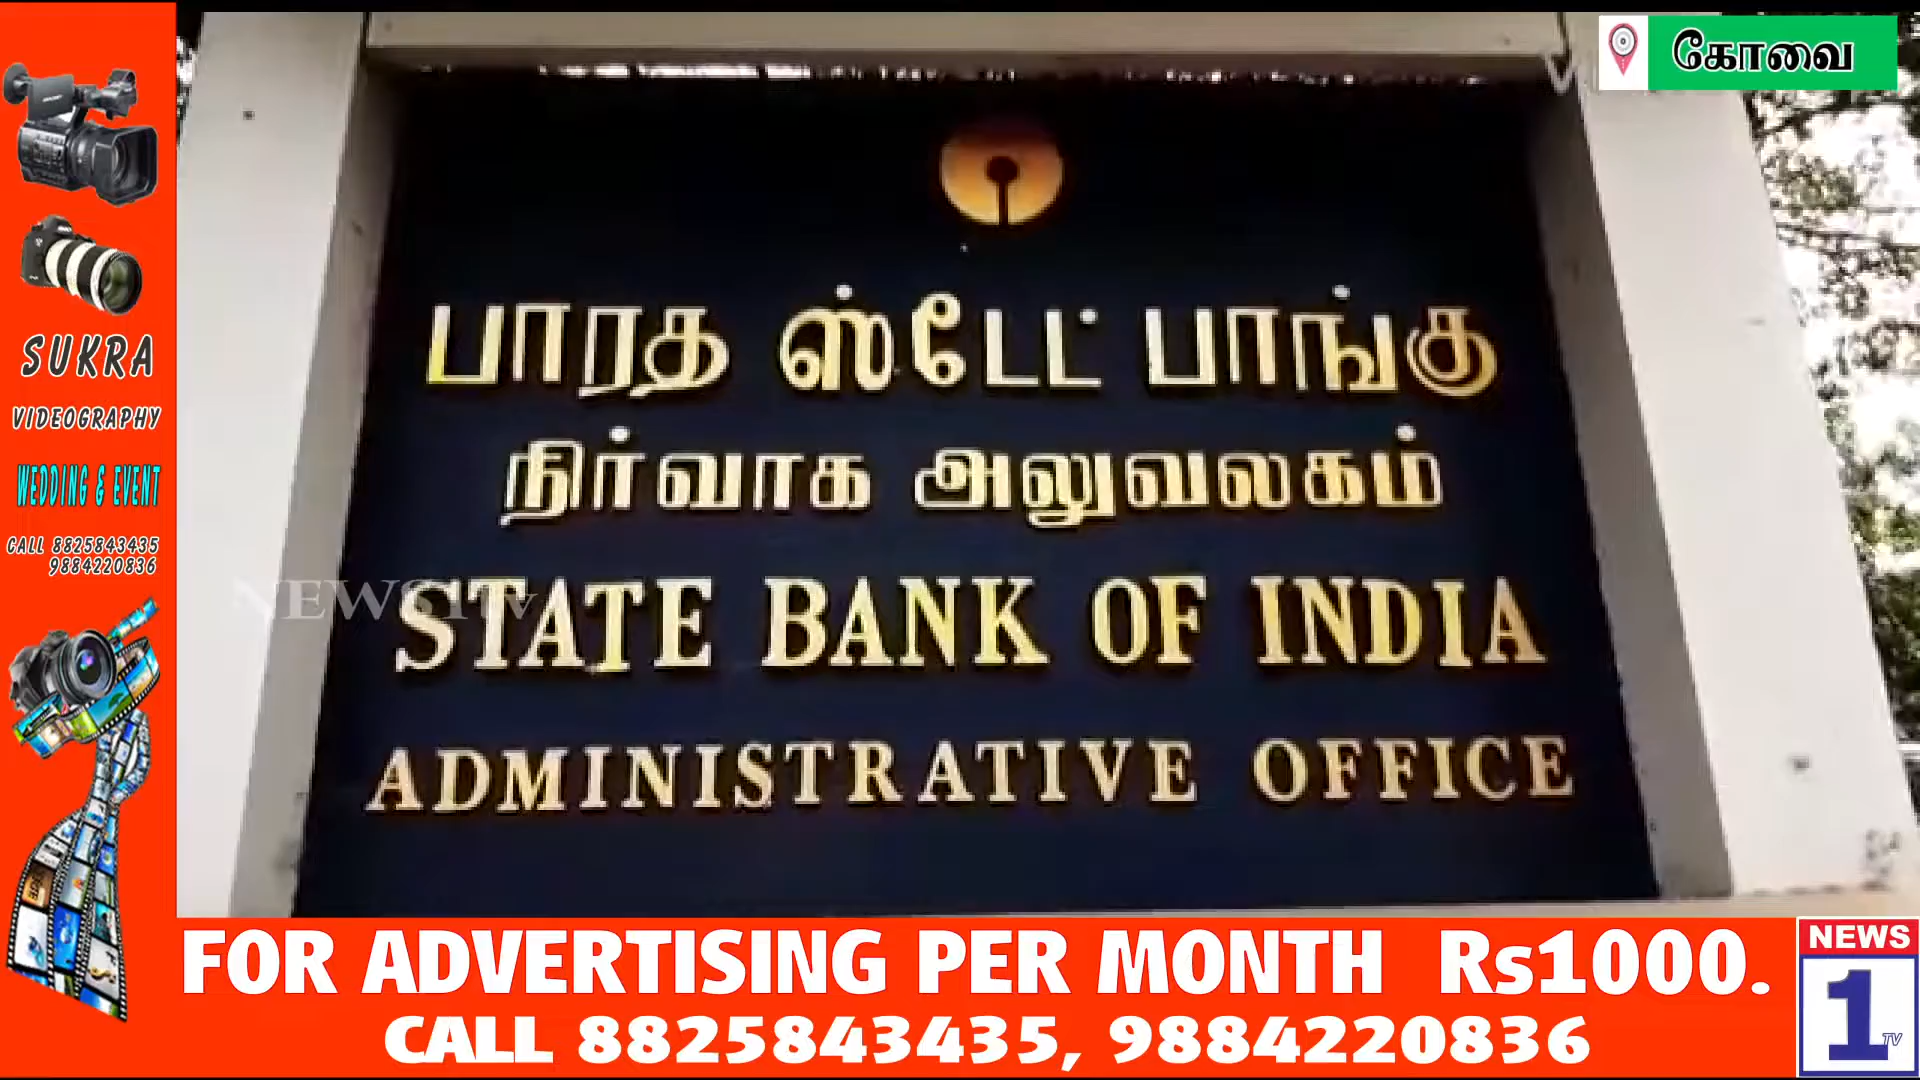 கோவை
பாரத ஸ்டேட் பாங்கு
நிர்வாக அலுவலகம்
STATE BANK OF INDIA
ADMINISTRATIVE OFFICE
NEWS1TV
SUKRA
VIDEOGRAPHY
WEDDING & EVENT
CALL 8825843435
9884220836
FOR ADVERTISING PER MONTH Rs1000.
CALL 8825843435, 9884220836
NEWS
1
TV